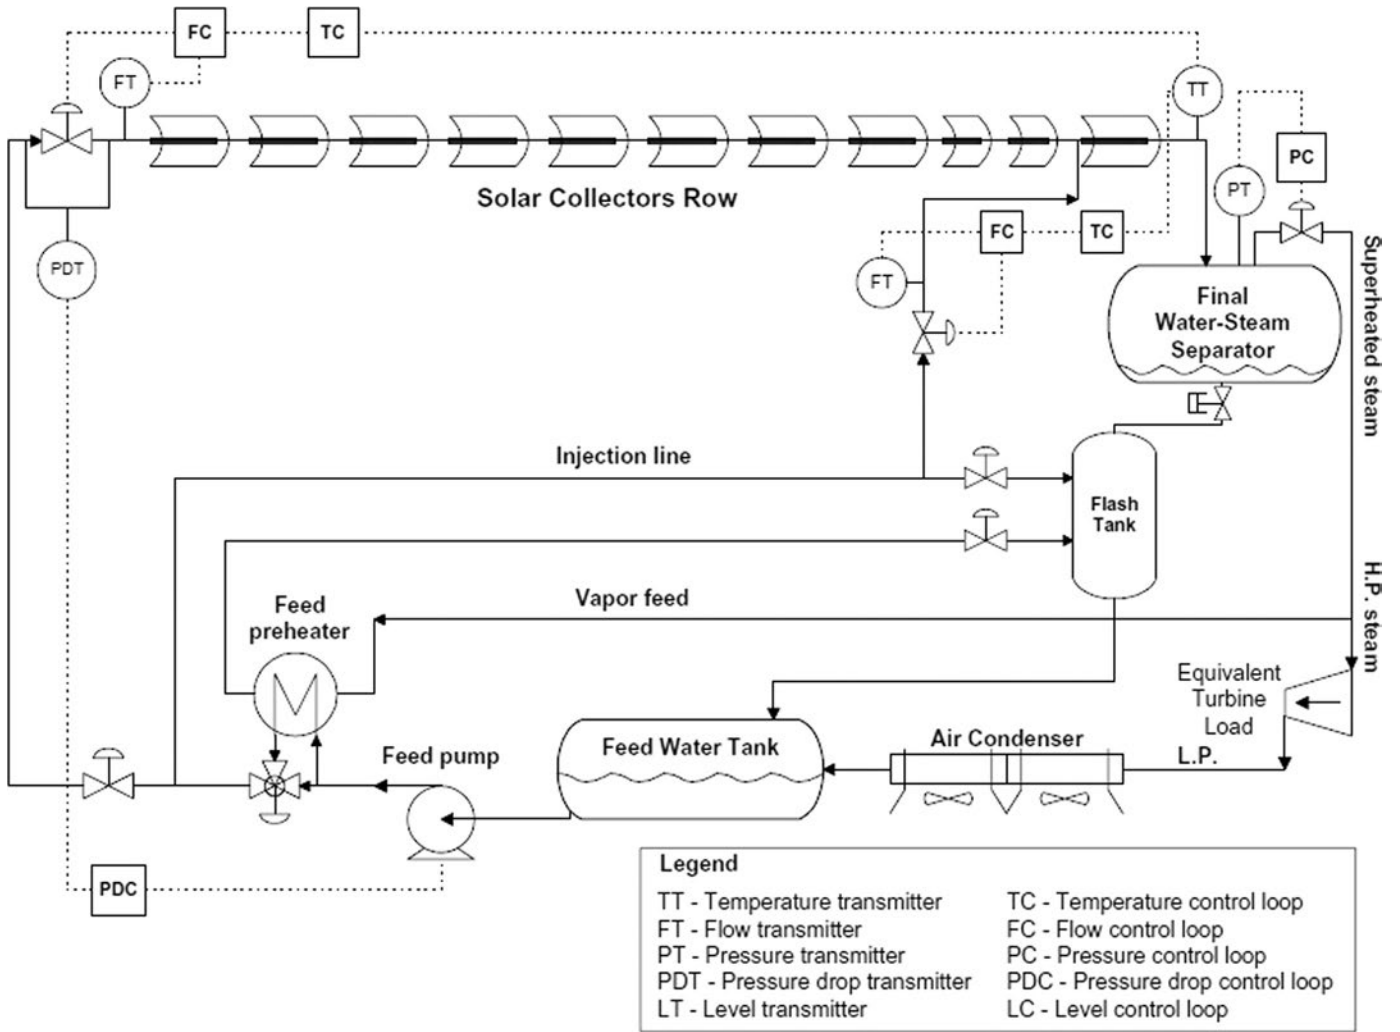 FC
TC
FT
TT
PC
PT
Solar Collectors Row
FC
TC
PDT
FT
Final
Water-Steam
Separator
Superheated steam
Injection line
Flash
Tank
H.P. steam
Vapor feed
Feed
preheater
Equivalent
Turbine
Load
Feed pump
Feed Water Tank
Air Condenser
L.P.
PDC
Legend
TT - Temperature transmitter
FT - Flow transmitter
PT - Pressure transmitter
PDT - Pressure drop transmitter
LT - Level transmitter
TC - Temperature control loop
FC - Flow control loop
PC - Pressure control loop
PDC - Pressure drop control loop
LC - Level control loop